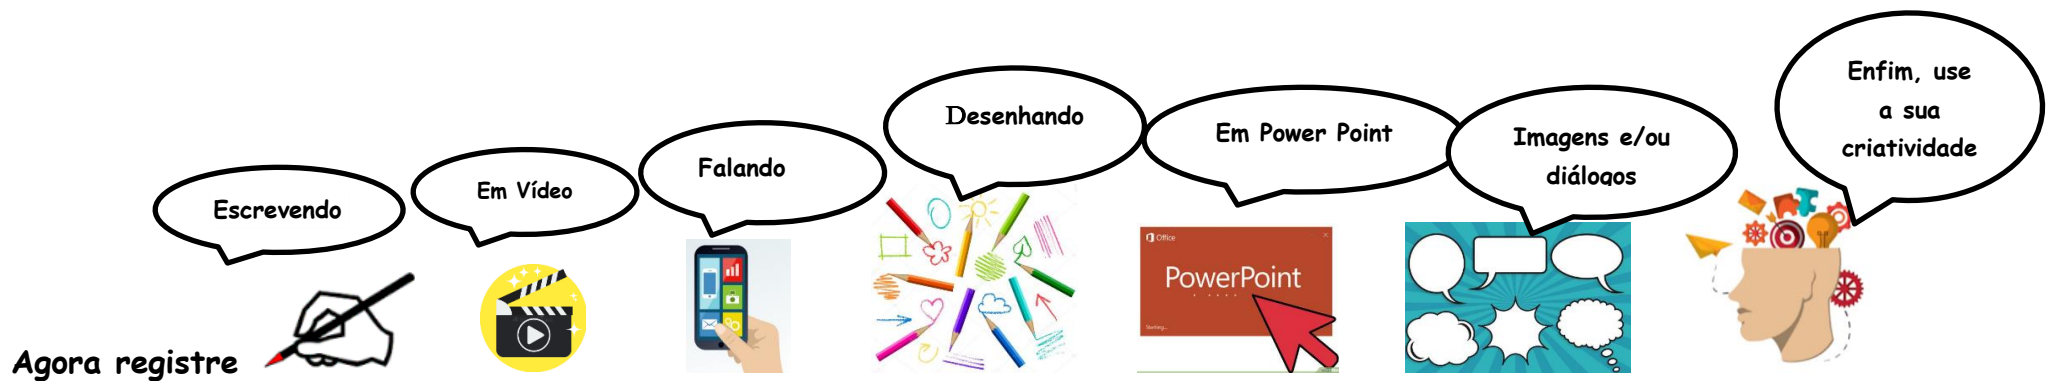 Escrevendo
Em Vídeo
Falando
Desenhando
Em Power Point
Imagens e/ou
diálogos
Enfim, use
a sua
criatividade
Office
PowerPoint
Starting...
Agora registre